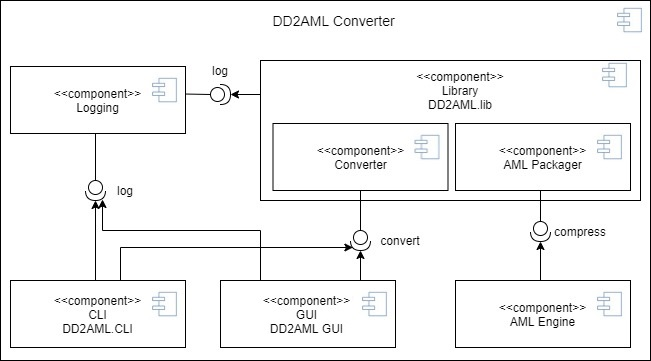 DD2AML Converter
log
<<component>>
Logging
<<component>>
Library
DD2AML.lib
<<component>>
Converter
<<component>>
AML Packager
log
convert
compress
<<component>>
CLI
DD2AML.CLI
<<component>>
GUI
DD2AML GUI
<<component>>
AML Engine